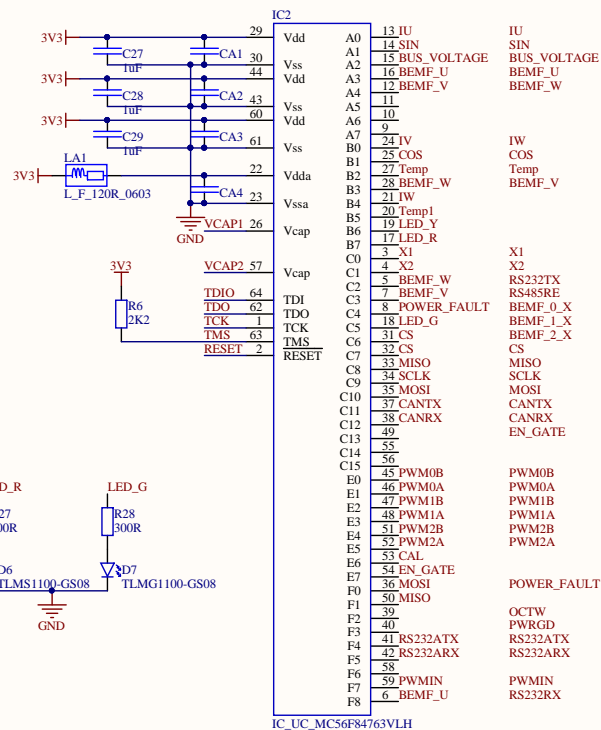 IC2
3V3 29 Vdd
C27 1uF CA1
30 Vss
3V3 44 Vdd
C28 1uF CA2
43 Vss
3V3 60 Vdd
C29 1uF CA3
61 Vss
LA1
3V3 22 Vdda
L_F_120R_0603 CA4
23 Vssa
GND
VCAP1 26 Vcap
3V3
VCAP2 57 Vcap
R6
2K2
TDIO 64 TDI
TDO 62 TDO
TCK 1 TCK
TMS 63 TMS
RESET 2 RESET
A0 13 IU IU
A1 14 SIN SIN
A2 15 BUS_VOLTAGE BUS_VOLTAGE
A3 16 BEMF_U BEMF_U
A4 12 BEMF_V BEMF_W
A5 11
A6 10
A7 9
B0 24 IV IW
B1 25 COS COS
B2 27 Temp Temp
B3 28 BEMF_W BEMF_V
B4 21 IW
B5 20 Temp1
B6 19 LED_Y
B7 17 LED_R
C0 3 X1 X1
C1 4 X2 X2
C2 5 BEMF_W RS232TX
C3 7 BEMF_V RS485RE
C4 8 POWER_FAULT BEMF_0_X
C5 18 LED_G BEMF_1_X
C6 31 CS BEMF_2_X
C7 32 CS CS
C8 33 MISO MISO
C9 34 SCLK SCLK
C10 35 MOSI MOSI
C11 37 CANTX CANTX
C12 38 CANRX CANRX
C13 49 EN_GATE
C14 55
C15 56
E0 45 PWM0B PWM0B
E1 46 PWM0A PWM0A
E2 47 PWM1B PWM1B
E3 48 PWM1A PWM1A
E4 51 PWM2B PWM2B
E5 52 PWM2A PWM2A
E6 53 CAL
E7 54 EN_GATE
F0 36 MOSI POWER_FAULT
F1 50 MISO
F2 39 OCTW
F3 40 PWRGD
F4 41 RS232ATX RS232ATX
F5 42 RS232ARX RS232ARX
F6 58
F7 59 PWMIN PWMIN
F8 6 BEMF_U RS232RX
D_R LED_G
27 R28
00R 300R
D6 D7
TLMS1100-GS08 TLMG1100-GS08
GND
IC_UC_MC56F84763VLH